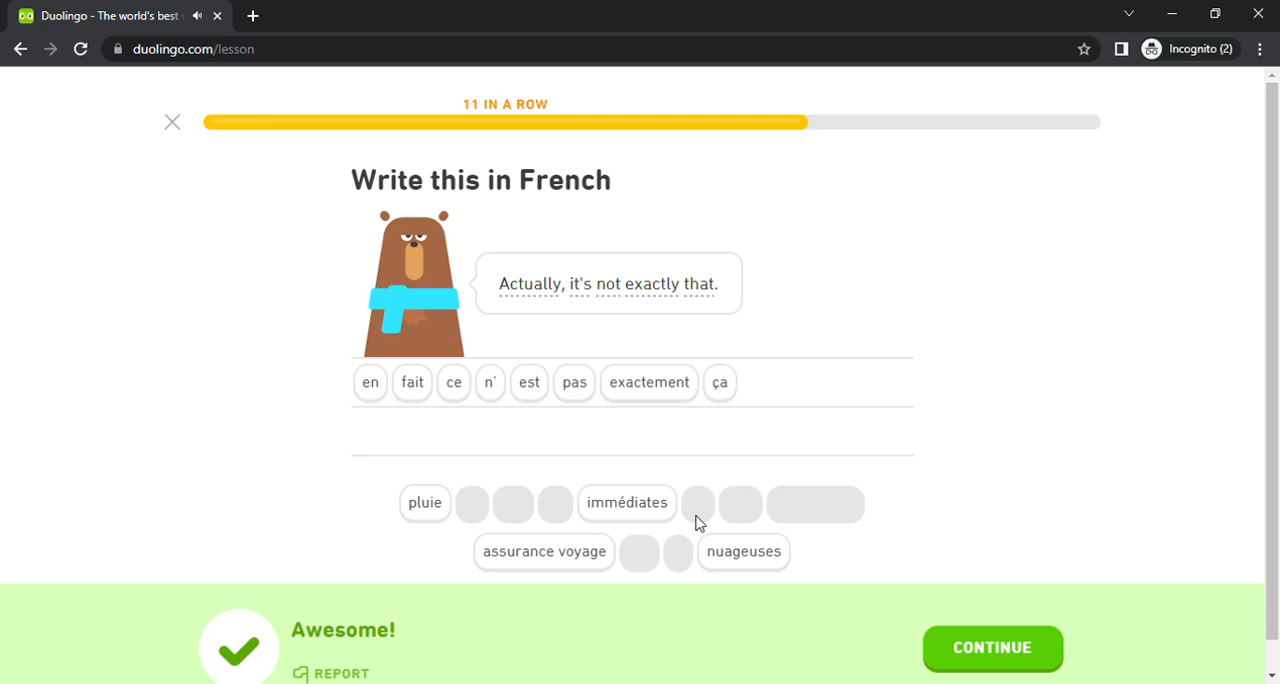 Duolingo - The world's best
duolingo.com/lesson
Incognito (2)
11 IN A ROW
Write this in French
Actually, it's not exactly that.
en fait ce n' est pas exactement ça
pluie immédiates
assurance voyage nuageuses
Awesome!
CONTINUE
REPORT